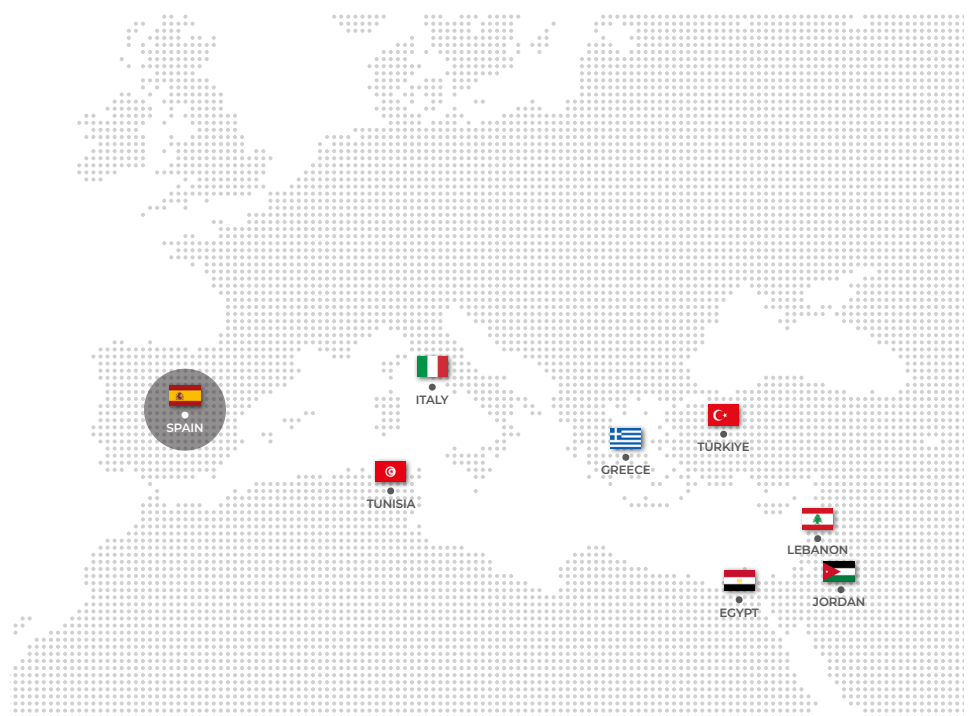 ITALY
SPAIN
TÜRKIYE
GREECE
TUNISIA
LEBANON
JORDAN
EGYPT